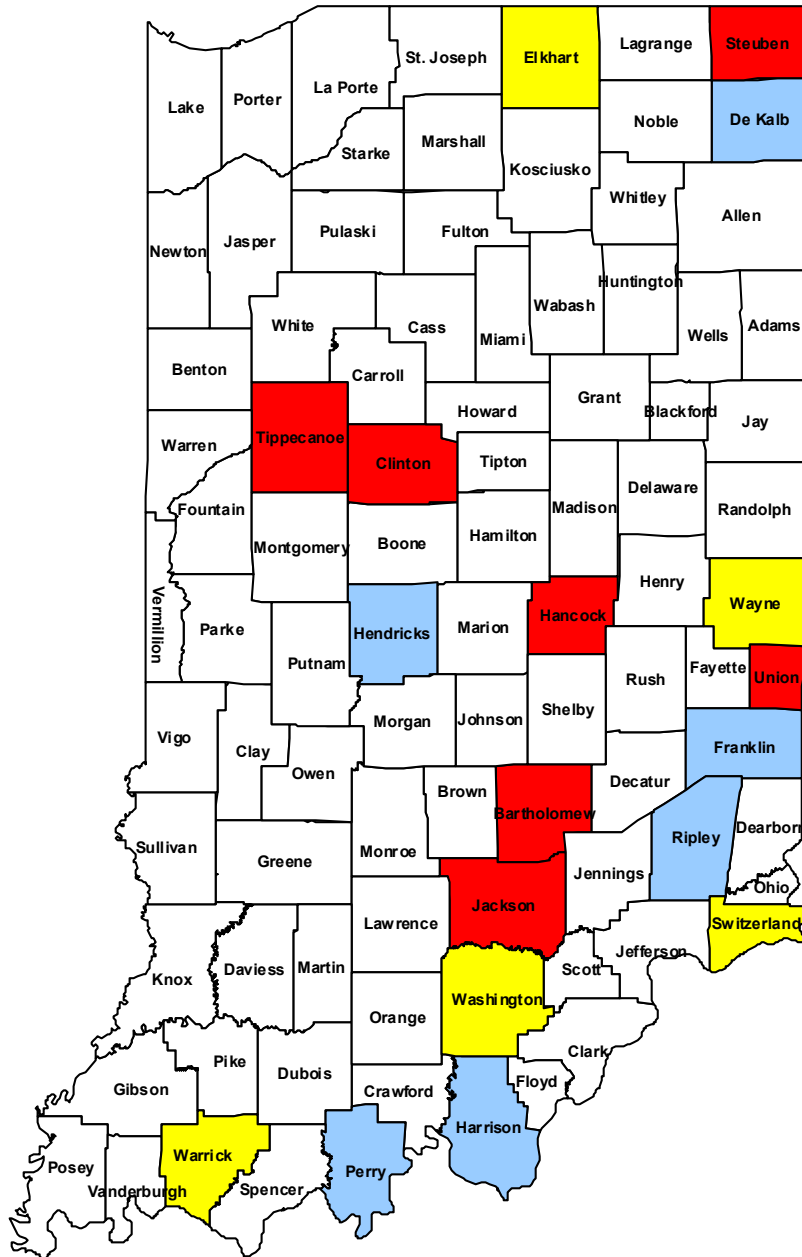 Lagrange
Steuben
St. Joseph
Elkhart
La Porte
Porter
Lake
Noble
De Kalb
Marshall
Starke
Kosciusko
Whitley
Allen
Fulton
Pulaski
Jasper
Newton
Huntington
Wabash
White
Cass
Miami
Wells
Adams
Benton
Carroll
Grant
Howard
Blackford
Jay
Tippecanoe
Warren
Clinton
Tipton
Delaware
Fountain
Madison
Randolph
Montgomery
Boone
Hamilton
Henry
Vermillion
Wayne
Hancock
Marion
Parke
Hendricks
Putnam
Rush
Fayette
Union
Shelby
Morgan
Johnson
Vigo
Clay
Franklin
Owen
Decatur
Brown
Bartholomew
Dearborn
Ripley
Sullivan
Greene
Monroe
Jennings
Ohio
Jackson
Lawrence
Switzerland
Jefferson
Scott
Martin
Daviess
Knox
Washington
Orange
Clark
Pike
Dubois
Gibson
Crawford
Floyd
Harrison
Warrick
Perry
Posey
Vanderburgh
Spencer